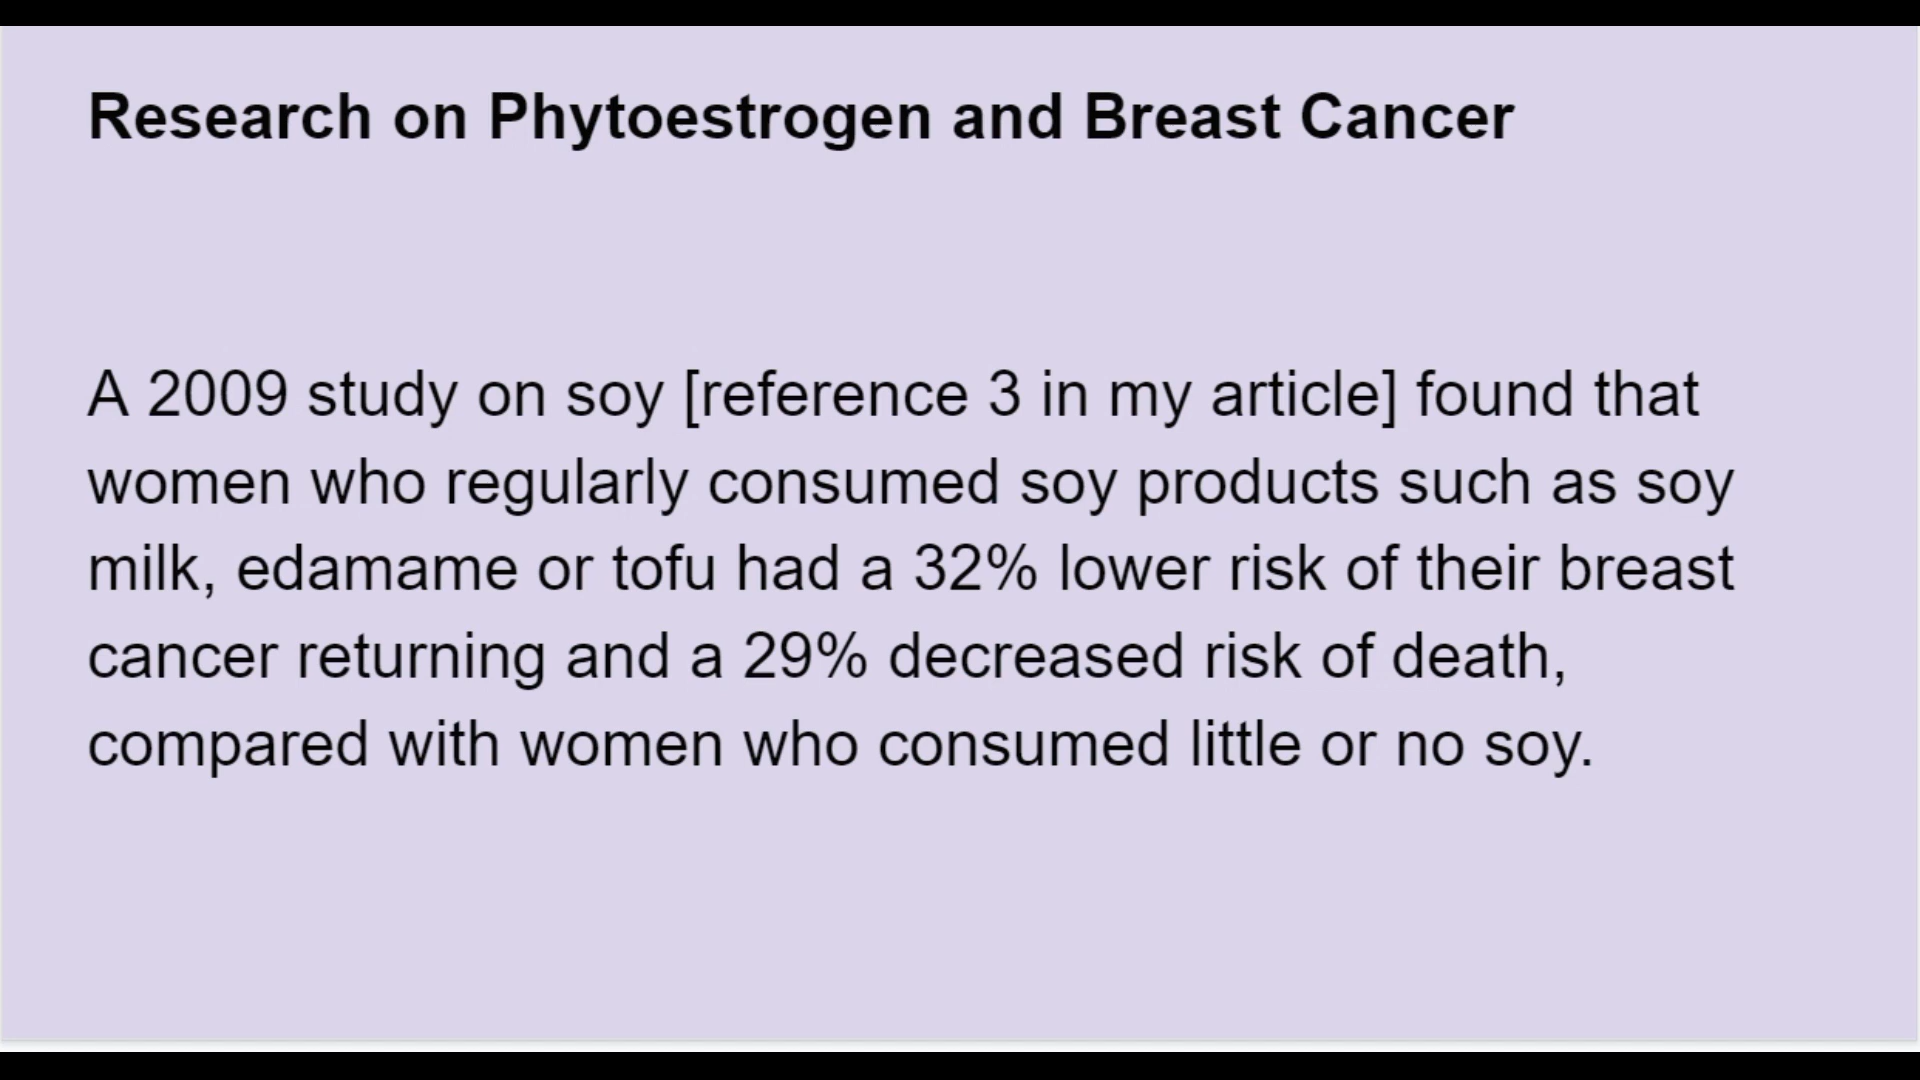 Research on Phytoestrogen and Breast Cancer
A 2009 study on soy [reference 3 in my article] found that
women who regularly consumed soy products such as soy
milk, edamame or tofu had a 32% lower risk of their breast
cancer returning and a 29% decreased risk of death,
compared with women who consumed little or no soy.